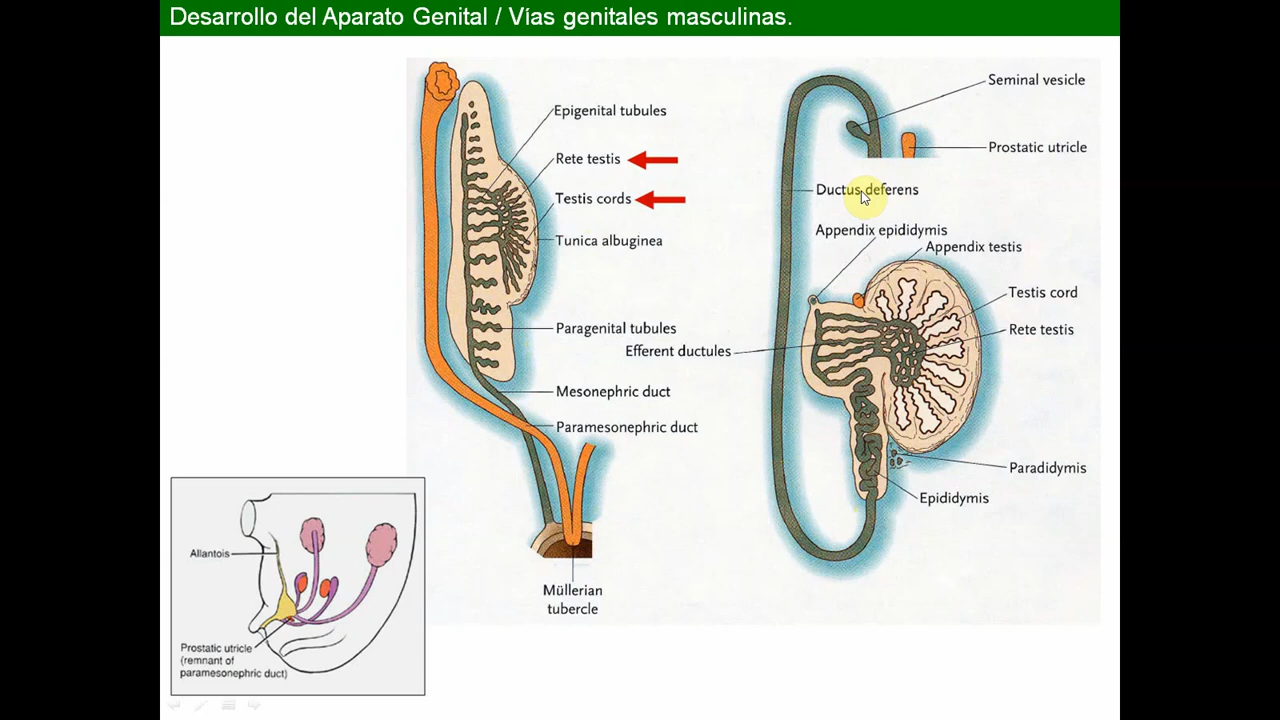 Desarrollo del Aparato Genital / Vías genitales masculinas.
Epigenital tubules
Rete testis
Testis cords
Tunica albuginea
Paragenital tubules
Efferent ductules
Mesonephric duct
Paramesonephric duct
Müllerian
tubercle
Seminal vesicle
Prostatic utricle
Ductus deferens
Appendix epididymis
Appendix testis
Testis cord
Rete testis
Paradidymis
Epididymis
Allantois
Prostatic utricle
(remnant of
paramesonephric duct)